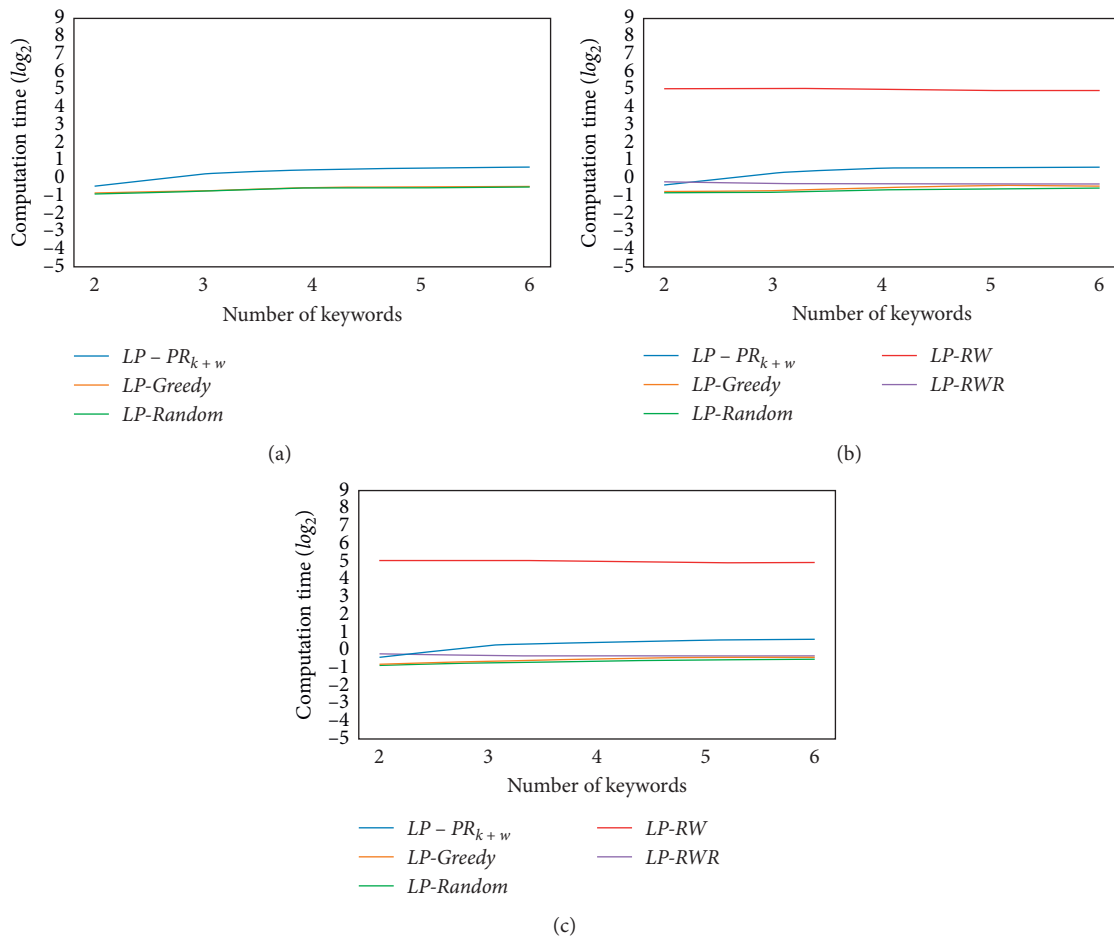 Computation time (log2)
9
8
7
6
5
4
3
2
1
0
–1
–2
–3
–4
–5
2 3 4 5 6
Number of keywords
LP – PRk + w
LP-Greedy
LP-Random
(a)
Computation time (log2)
9
8
7
6
5
4
3
2
1
0
–1
–2
–3
–4
–5
2 3 4 5 6
Number of keywords
LP – PRk + w LP-RW
LP-Greedy LP-RWR
LP-Random
(b)
Computation time (log2)
9
8
7
6
5
4
3
2
1
0
–1
–2
–3
–4
–5
2 3 4 5 6
Number of keywords
LP – PRk + w LP-RW
LP-Greedy LP-RWR
LP-Random
(c)